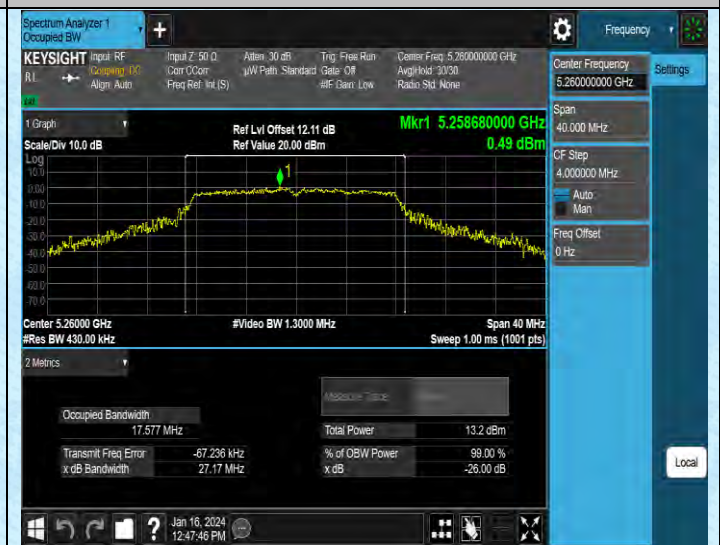 Spectrum Analyzer 1
Occupied BW
+
Frequency
KEYSIGHT
R L
Input: RF
Coupling: DC
Align: Auto
Input Z: 50 Ω
Corr CCorr
Freq Ref: Int (S)
Atten: 30 dB
µW Path: Standard
Trig: Free Run
Gate: Off
#IF Gain: Low
Center Freq: 5.260000000 GHz
Avg|Hold: 30/30
Radio Std: None
Center Frequency
5.260000000 GHz
Settings
Span
40.000 MHz
CF Step
4.000000 MHz
Auto
Man
Freq Offset
0 Hz
1 Graph
Scale/Div 10.0 dB
Ref Lvl Offset 12.11 dB
Ref Value 20.00 dBm
Mkr1 5.258680000 GHz
0.49 dBm
Log
10.0
0.00
-10.0
-20.0
-30.0
-40.0
-50.0
-60.0
-70.0
1
Center 5.26000 GHz
#Res BW 430.00 kHz
#Video BW 1.3000 MHz
Span 40 MHz
Sweep 1.00 ms (1001 pts)
2 Metrics
Measure Trace
Occupied Bandwidth
17.577 MHz
Total Power 13.2 dBm
Transmit Freq Error -67.236 kHz
% of OBW Power 99.00 %
x dB Bandwidth 27.17 MHz
x dB -26.00 dB
Local
?
Jan 16, 2024
12:47:46 PM